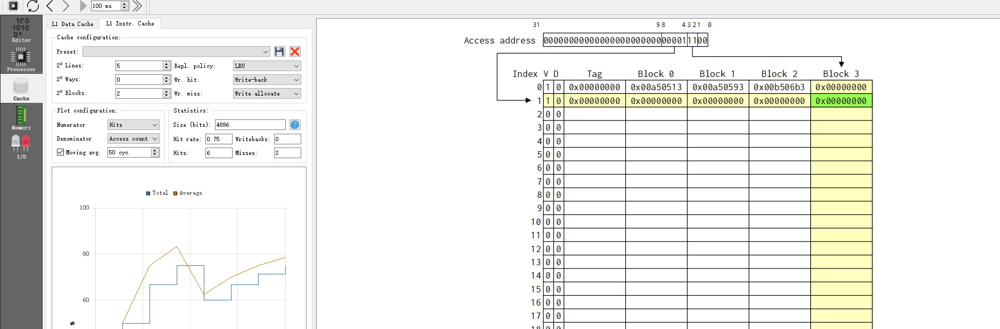 100 ms
100
1010
01
Editor
Processor
Cache
Memory
I/O
L1 Data Cache
L1 Instr. Cache
Cache configuration:
Preset:
2ᴺ Lines: 5 Repl. policy: LRU
2ᴺ Ways: 0 Wr. hit: Write-back
2ᴺ Blocks: 2 Wr. miss: Write allocate
Plot configuration:
Numerator Hits
Denominator Access count
Moving avg. 50 cyc.
Statistics:
Size (bits): 4896 ?
Hit rate: 0.75 Writebacks: 0
Hits: 6 Misses: 2
Total Average
100
80
60
%
31 9 8 4 3 2 1 0
Access address 00000000000000000000000 00001 11 00
Index V D Tag Block 0 Block 1 Block 2 Block 3
0 1 0 0x00000000 0x00a50513 0x00a50593 0x00b506b3 0x00000000
1 1 0 0x00000000 0x00000000 0x00000000 0x00000000 0x00000000
2 0 0
3 0 0
4 0 0
5 0 0
6 0 0
7 0 0
8 0 0
9 0 0
10 0 0
11 0 0
12 0 0
13 0 0
14 0 0
15 0 0
16 0 0
17 0 0
18 0 0